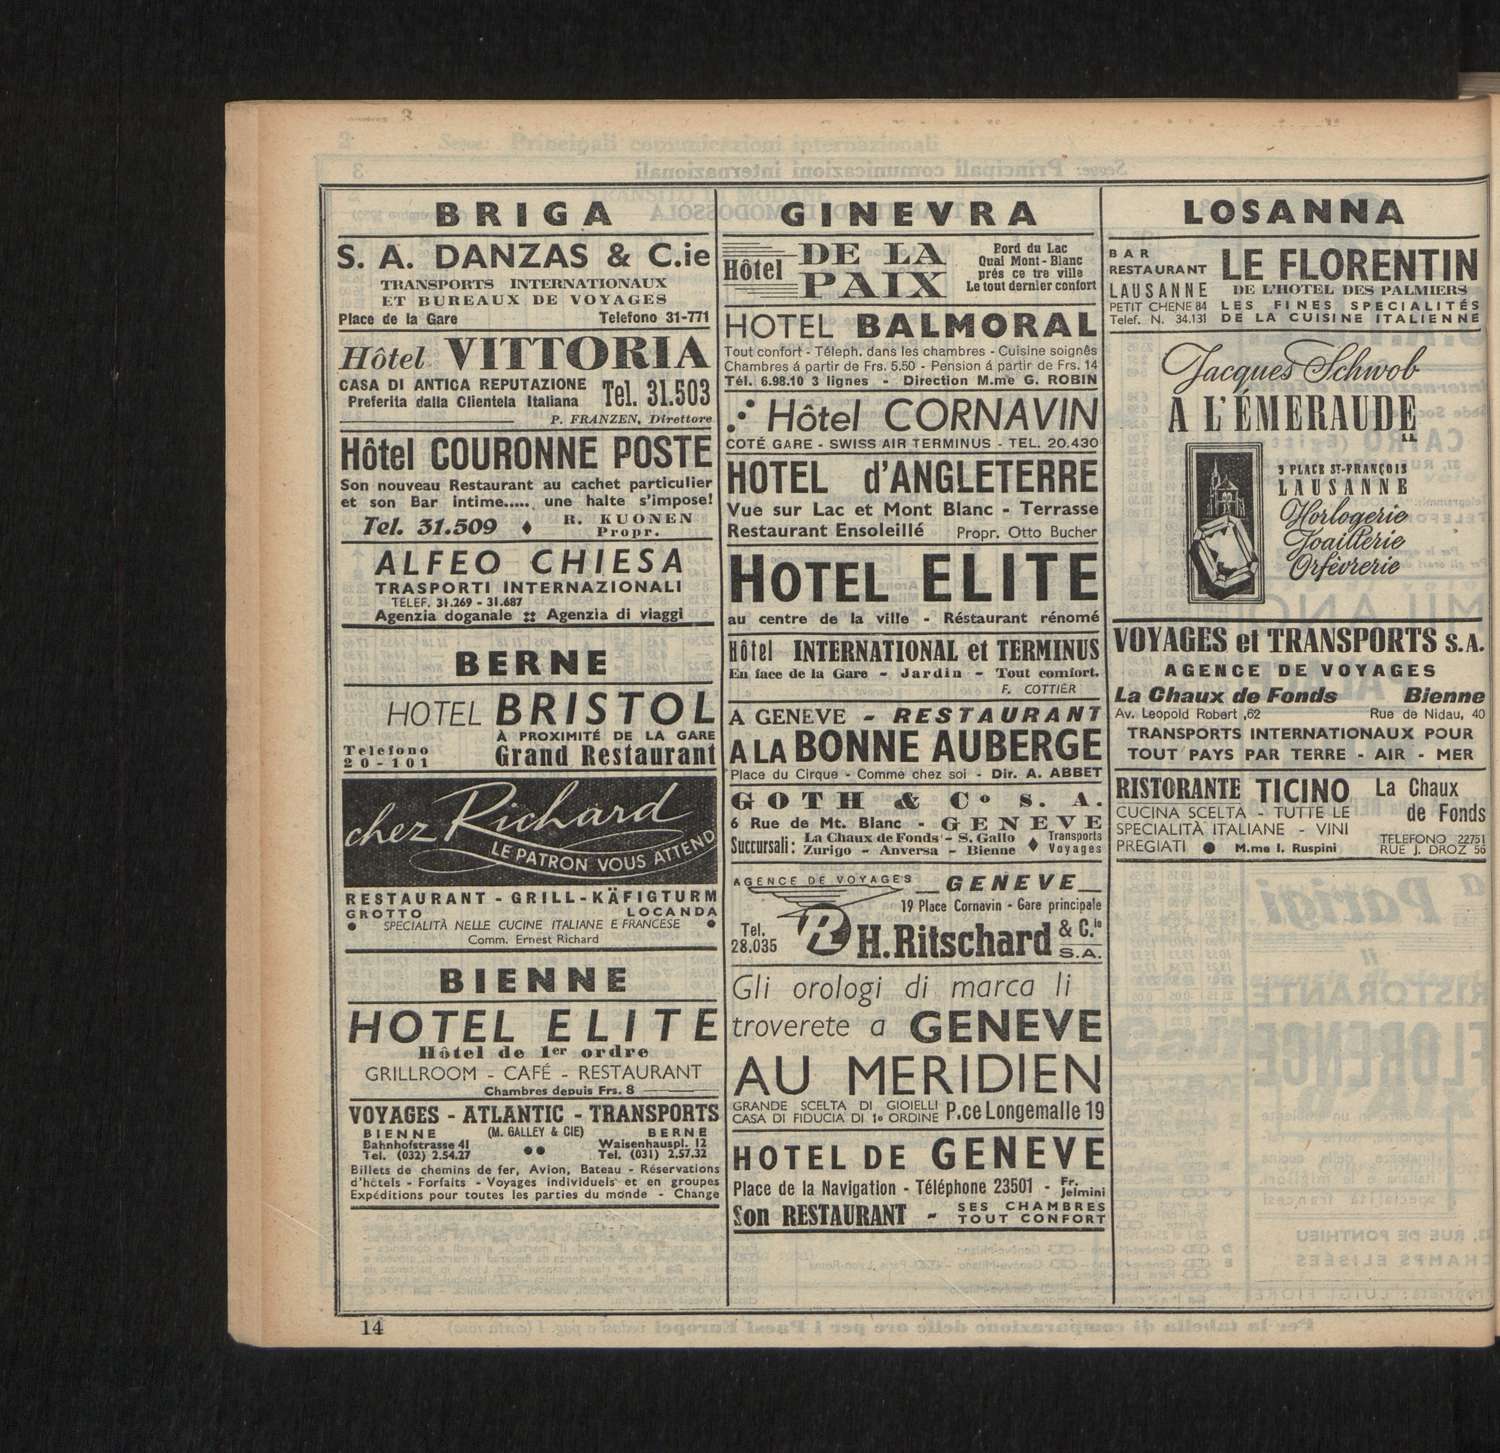 BRIGA
S. A. DANZAS & C.ie
TRANSPORTS INTERNATIONAUX
ET BUREAUX DE VOYAGES
Place de la Gare Telefono 31-771
Hôtel VITTORIA
CASA DI ANTICA REPUTAZIONE
Preferita dalla Clientela Italiana
Tel. 31.503
P. FRANZEN, Direttore
Hôtel COURONNE POSTE
Son nouveau Restaurant au cachet particulier
et son Bar intime..... une halte s'impose!
Tel. 31.509 ♦ R. KUONEN
Propr.
ALFEO CHIESA
TRASPORTI INTERNAZIONALI
TELEF. 31.269 - 31.687
Agenzia doganale :: Agenzia di viaggi
BERNE
HOTEL BRISTOL
À PROXIMITÉ DE LA GARE
Telefono
20-101
Grand Restaurant
chez Richard
LE PATRON VOUS ATTEND
RESTAURANT - GRILL - KÄFIGTURM
GROTTO LOCANDA
● SPECIALITÀ NELLE CUCINE ITALIANE E FRANCESE ●
Comm. Ernest Richard
BIENNE
HOTEL ELITE
Hôtel de 1er ordre
GRILLROOM - CAFÉ - RESTAURANT
Chambres depuis Frs. 8
VOYAGES - ATLANTIC - TRANSPORTS
BIENNE (M. GALLEY & CIE) BERNE
Bahnhofstrasse 41 ●● Waisenhauspl. 12
Tel. (032) 2.54.27 Tel. (031) 2.57.32
Billets de chemins de fer, Avion, Bateau - Réservations
d'hôtels - Forfaits - Voyages individuels et en groupes
Expéditions pour toutes les parties du monde - Change
GINEVRA
Hôtel DE LA
PAIX
Bord du Lac
Quai Mont-Blanc
prés ce tre ville
Le tout dernier confort
HOTEL BALMORAL
Tout confort - Téleph. dans les chambres - Cuisine soignês
Chambres á partir de Frs. 5.50 - Pension á partir de Frs. 14
Tél. 6.98.10 3 lignes - Direction M.me G. ROBIN
Hôtel CORNAVIN
COTÉ GARE - SWISS AIR TERMINUS - TEL. 20.430
HOTEL d'ANGLETERRE
Vue sur Lac et Mont Blanc - Terrasse
Restaurant Ensoleillé Propr. Otto Bucher
HOTEL ELITE
au centre de la ville - Réstaurant rénomé
Hôtel INTERNATIONAL et TERMINUS
En face de la Gare - Jardin - Tout comfort.
F. COTTIER
A GENEVE - RESTAURANT
A LA BONNE AUBERGE
Place du Cirque - Comme chez soi - Dir. A. ABBET
GOTH & Co S. A.
6 Rue de Mt. Blanc - GENEVE
Succursali: La Chaux de Fonds - S. Gallo
Zurigo - Anversa - Bienne ♦ Transports
Voyages
AGENCE DE VOYAGES GENEVE
19 Place Cornavin - Gare principale
Tel.
28.035
R H. Ritschard & C.ie
S.A.
Gli orologi di marca li
troverete a GENEVE
AU MERIDIEN
GRANDE SCELTA DI GIOIELLI
CASA DI FIDUCIA DI 1o ORDINE
P.ce Longemalle 19
HOTEL DE GENEVE
Place de la Navigation - Téléphone 23501 - Fr.
Jelmini
Son RESTAURANT - SES CHAMBRES
TOUT CONFORT
LOSANNA
BAR
RESTAURANT
LAUSANNE
PETIT CHENE 84
Telef. N. 34.131
LE FLORENTIN
DE L'HOTEL DES PALMIERS
LES FINES SPECIALITÉS
DE LA CUISINE ITALIENNE
Jacques Schwob
À L'ÉMERAUDE
S.A.
3 PLACE ST-FRANÇOIS
LAUSANNE
Horlogerie
Joaillerie
Orfèvrerie
VOYAGES et TRANSPORTS S.A.
AGENCE DE VOYAGES
La Chaux de Fonds Bienne
Av. Leopold Robert ,62 Rue de Nidau, 40
TRANSPORTS INTERNATIONAUX POUR
TOUT PAYS PAR TERRE - AIR - MER
RISTORANTE TICINO La Chaux
de Fonds
CUCINA SCELTA - TUTTE LE
SPECIALITÀ ITALIANE - VINI
PREGIATI ● M.me I. Ruspini
TELEFONO 22751
RUE J. DROZ 56
14